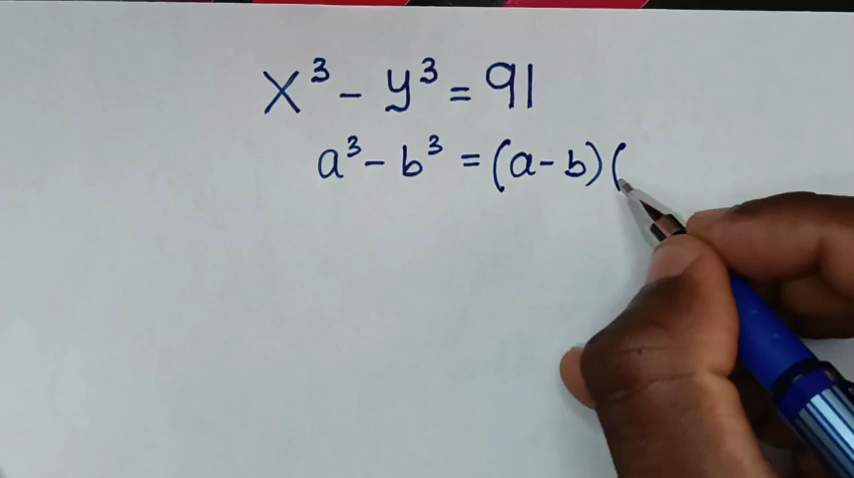 x³ - y³ = 91
a³ - b³ = (a - b)(